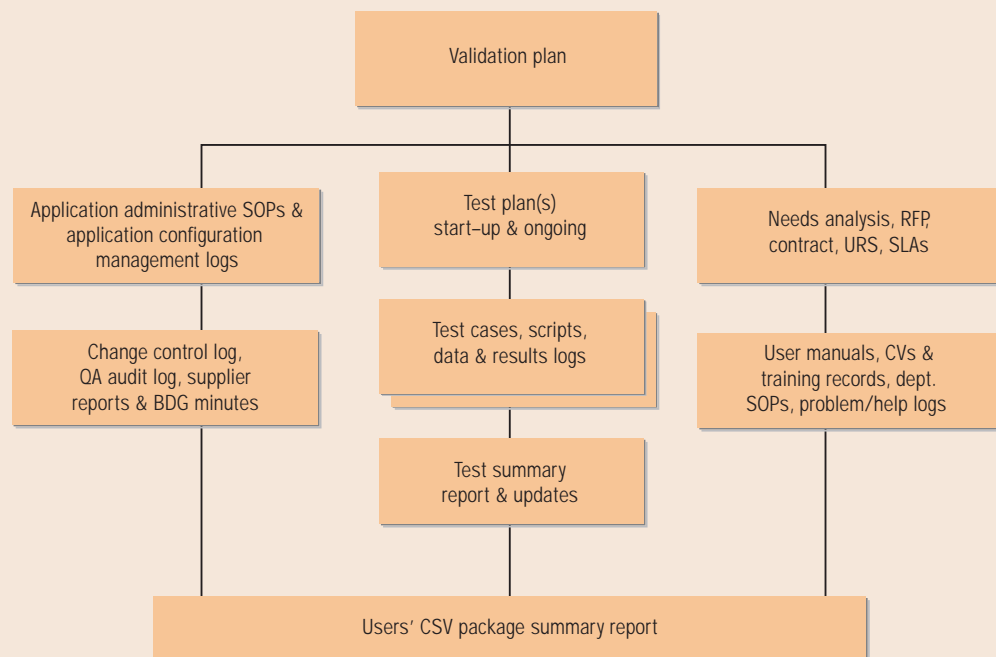 Validation plan
Application administrative SOPs &
application configuration
management logs
Change control log,
QA audit log, supplier
reports & BDG minutes
Test plan(s)
start–up & ongoing
Test cases, scripts,
data & results logs
Test summary
report & updates
Needs analysis, RFP,
contract, URS, SLAs
User manuals, CVs &
training records, dept.
SOPs, problem/help logs
Users’ CSV package summary report